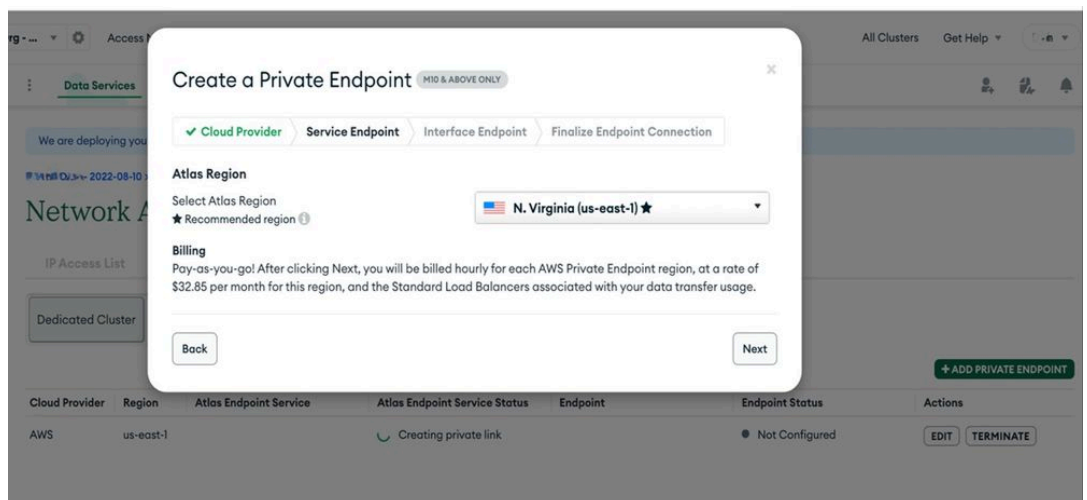 rg - ...
Access
All Clusters
Get Help
Data Services
Create a Private Endpoint
M10 & ABOVE ONLY
We are deploying you
Cloud Provider
Service Endpoint
Interface Endpoint
Finalize Endpoint Connection
2022-08-10
Atlas Region
Network A
Select Atlas Region
N. Virginia (us-east-1)
Recommended region
IP Access List
Billing
Pay-as-you-go! After clicking Next, you will be billed hourly for each AWS Private Endpoint region, at a rate of
$32.85 per month for this region, and the Standard Load Balancers associated with your data transfer usage.
Dedicated Cluster
Back
Next
+ ADD PRIVATE ENDPOINT
Cloud Provider Region Atlas Endpoint Service Atlas Endpoint Service Status Endpoint Endpoint Status Actions
AWS us-east-1 Creating private link Not Configured EDIT TERMINATE